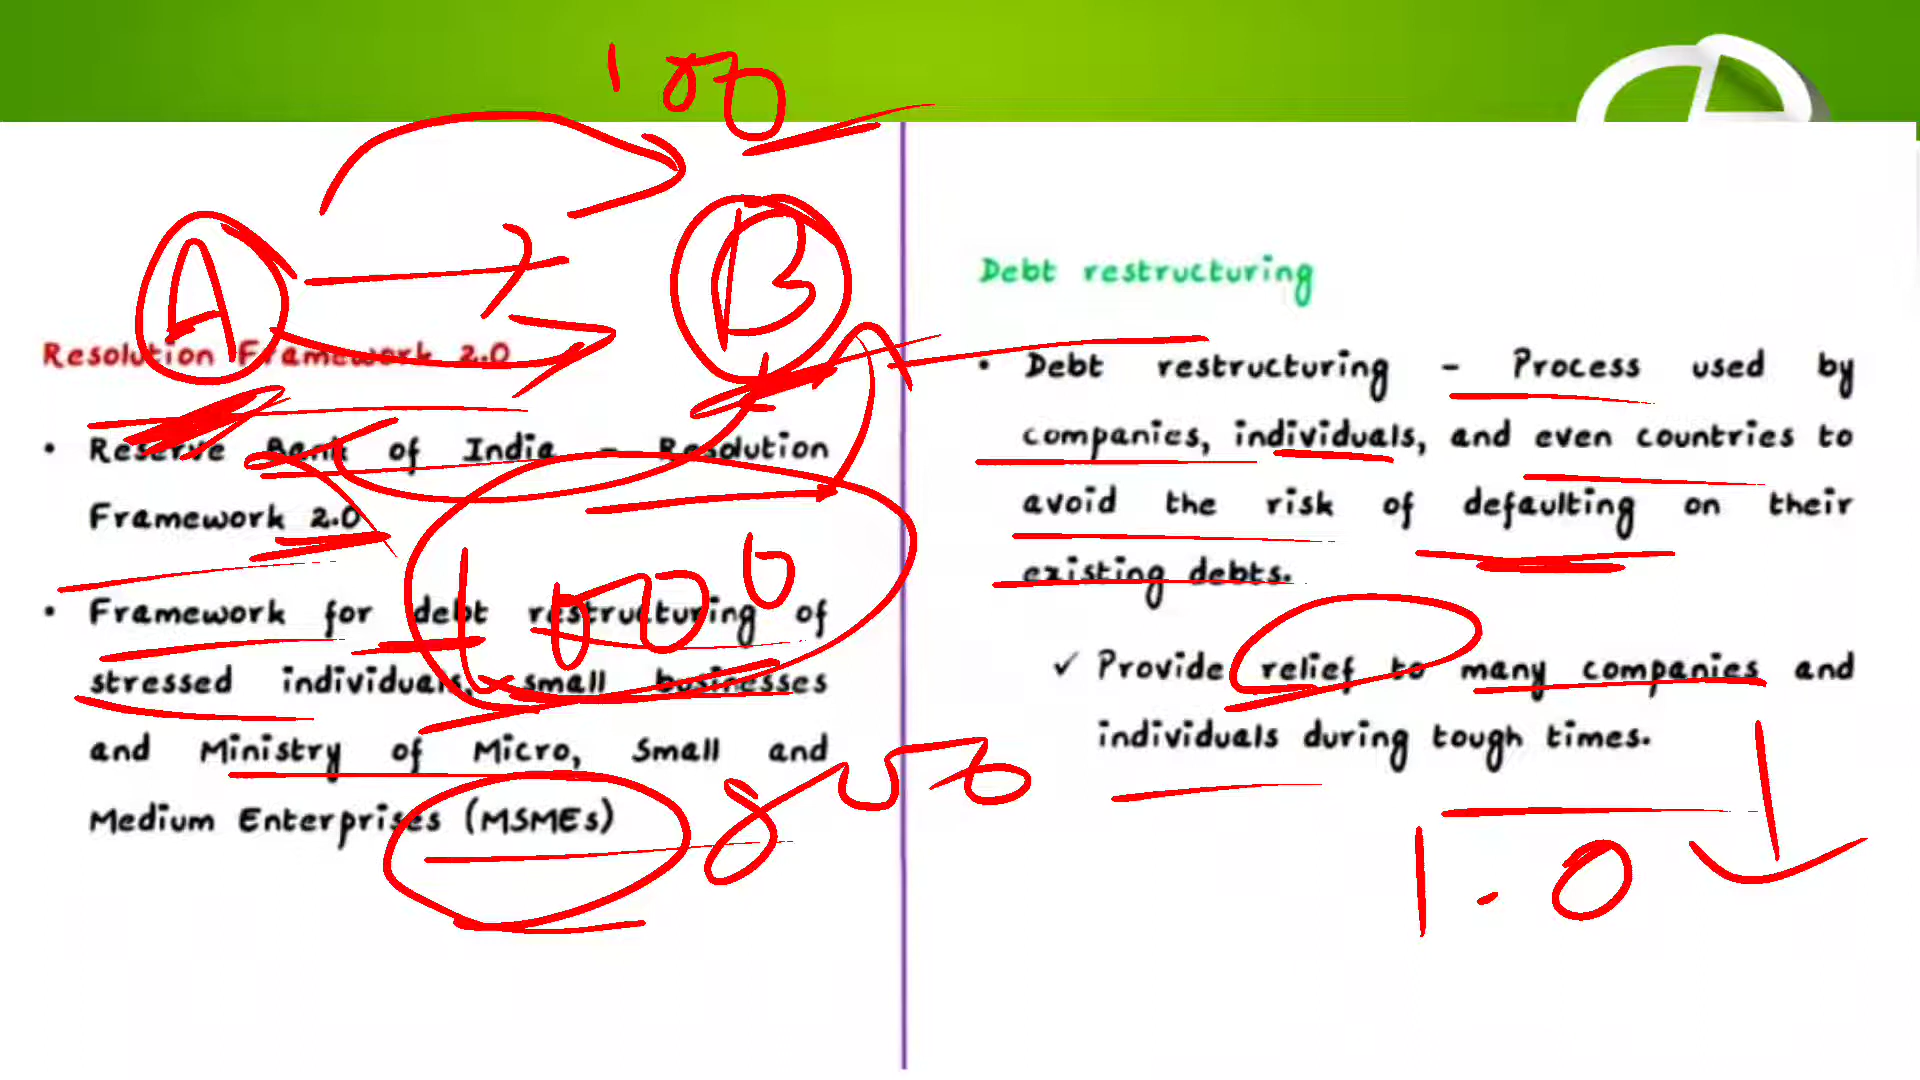 100
A
B
Resolution Framework 2.0
• Reserve Bank of India - Resolution
Framework 2.0
1000
• Framework for debt restructuring of
stressed individuals, small businesses
and Ministry of Micro, Small and
Medium Enterprises (MSMEs)
Debt restructuring
• Debt restructuring - Process used by
companies, individuals, and even countries to
avoid the risk of defaulting on their
existing debts.
✓ Provide relief to many companies and
individuals during tough times.
1.0